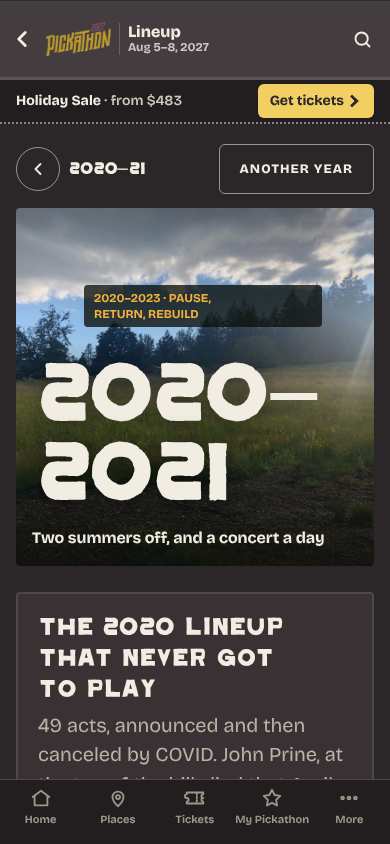 PICKATHON
Lineup
Aug 5–8, 2027
Holiday Sale · from $483
Get tickets
2020–21
ANOTHER YEAR
2020–2023 · PAUSE,
RETURN, REBUILD
2020–
2021
Two summers off, and a concert a day
THE 2020 LINEUP
THAT NEVER GOT
TO PLAY
49 acts, announced and then
canceled by COVID. John Prine, at
Home
Places
Tickets
My Pickathon
More